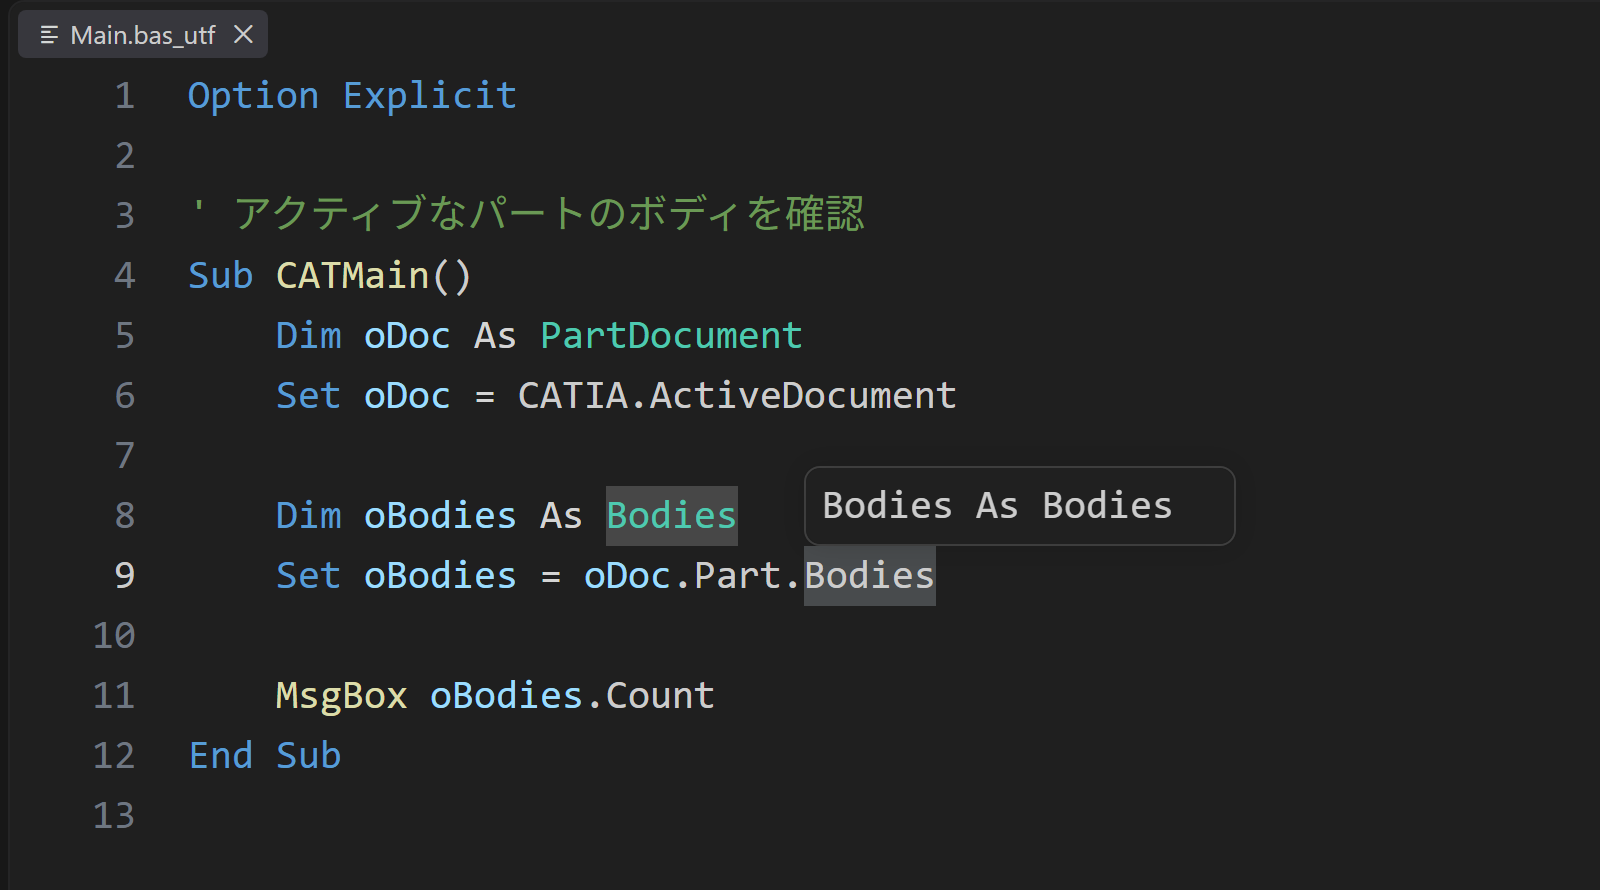 Main.bas_utf
1 Option Explicit
2
3 ' アクティブなパートのボディを確認
4 Sub CATMain()
5 Dim oDoc As PartDocument
6 Set oDoc = CATIA.ActiveDocument
7
Bodies As Bodies
8 Dim oBodies As Bodies
9 Set oBodies = oDoc.Part.Bodies
10
11 MsgBox oBodies.Count
12 End Sub
13